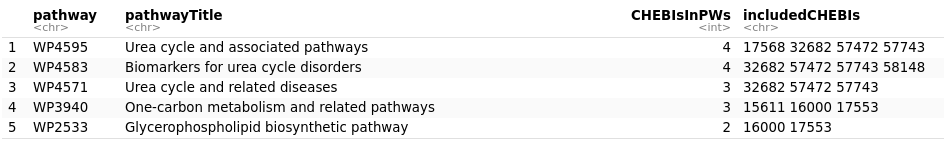 pathway pathwayTitle CHEBIsInPWs includedCHEBIs
<chr> <chr> <int> <chr>
1 WP4595 Urea cycle and associated pathways 4 17568 32682 57472 57743
2 WP4583 Biomarkers for urea cycle disorders 4 32682 57472 57743 58148
3 WP4571 Urea cycle and related diseases 3 32682 57472 57743
4 WP3940 One-carbon metabolism and related pathways 3 15611 16000 17553
5 WP2533 Glycerophospholipid biosynthetic pathway 2 16000 17553